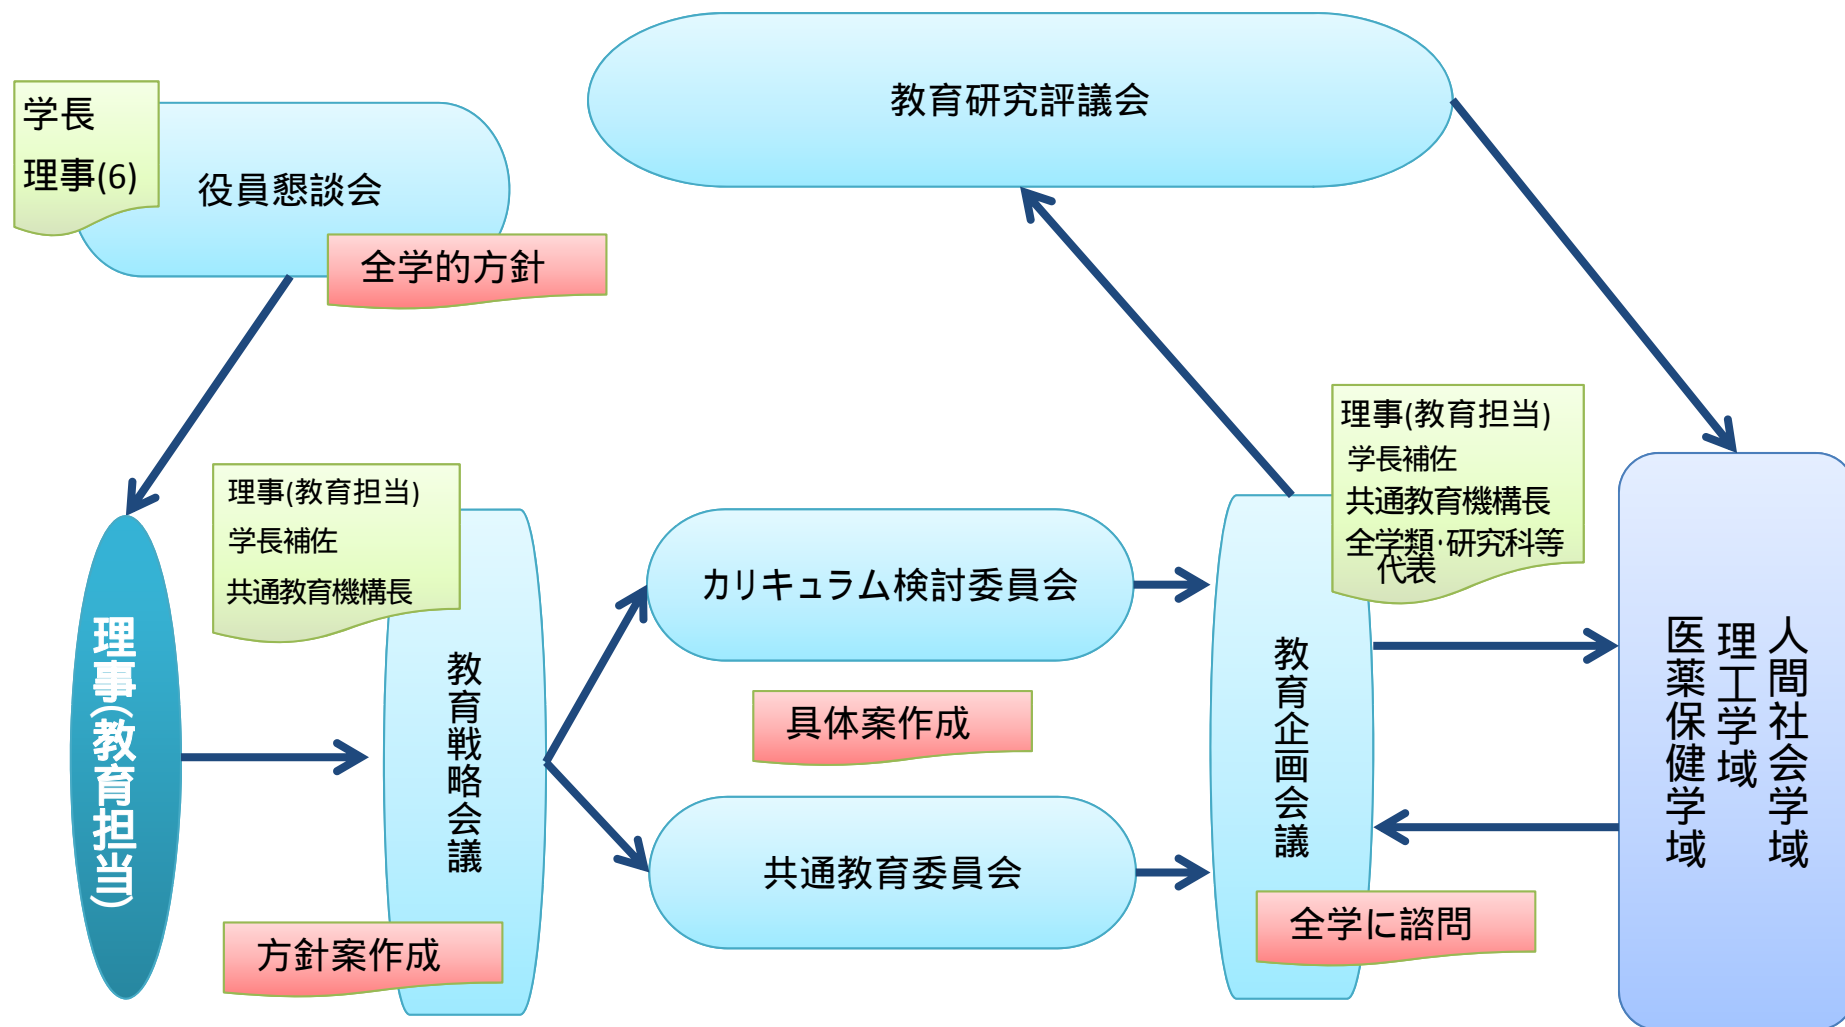 教育研究評議会
学長
理事(6)
役員懇談会
全学的方針
理事(教育担当)
学長補佐
共通教育機構長
全学類・研究科等
代表
理事(教育担当)
学長補佐
共通教育機構長
理事(教育担当)
教育戦略会議
方針案作成
カリキュラム検討委員会
具体案作成
共通教育委員会
教育企画会議
全学に諮問
人間社会学域
理工学域
医薬保健学域